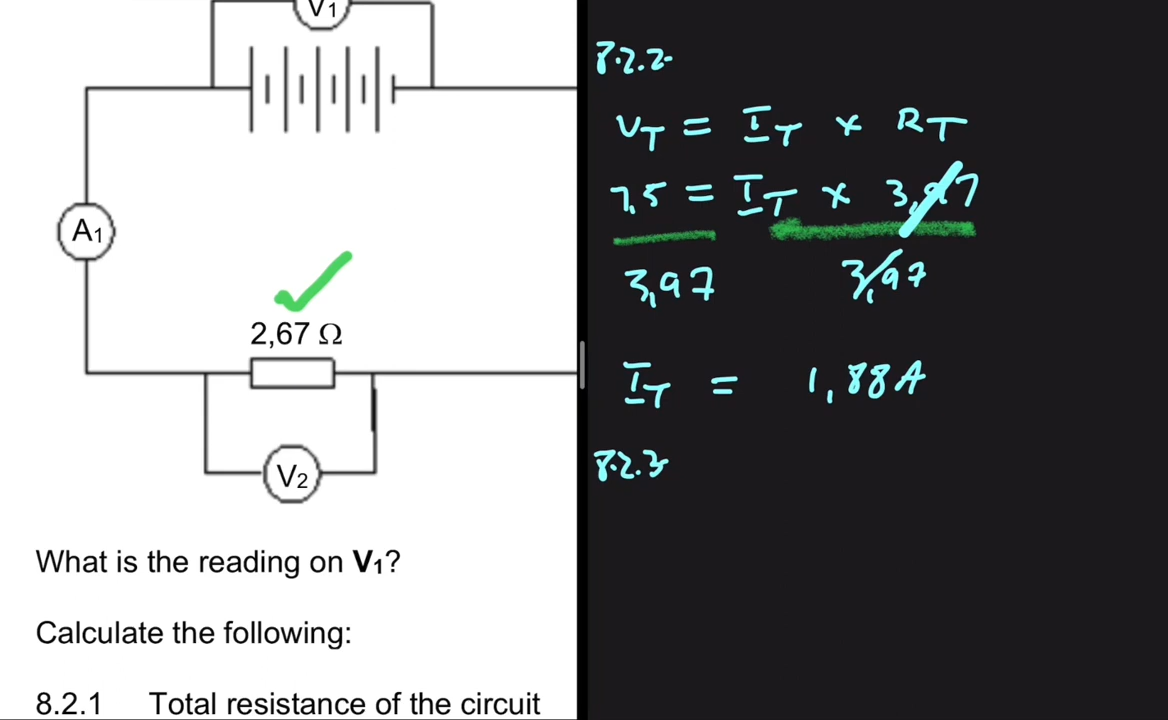 V1
A1
2,67 Ω
V2
What is the reading on V1?
Calculate the following:
8.2.1 Total resistance of the circuit
8.2.2
VT = IT × RT
7,5 = IT × 3,97
3,97 3,97
IT = 1,88A
8.2.3